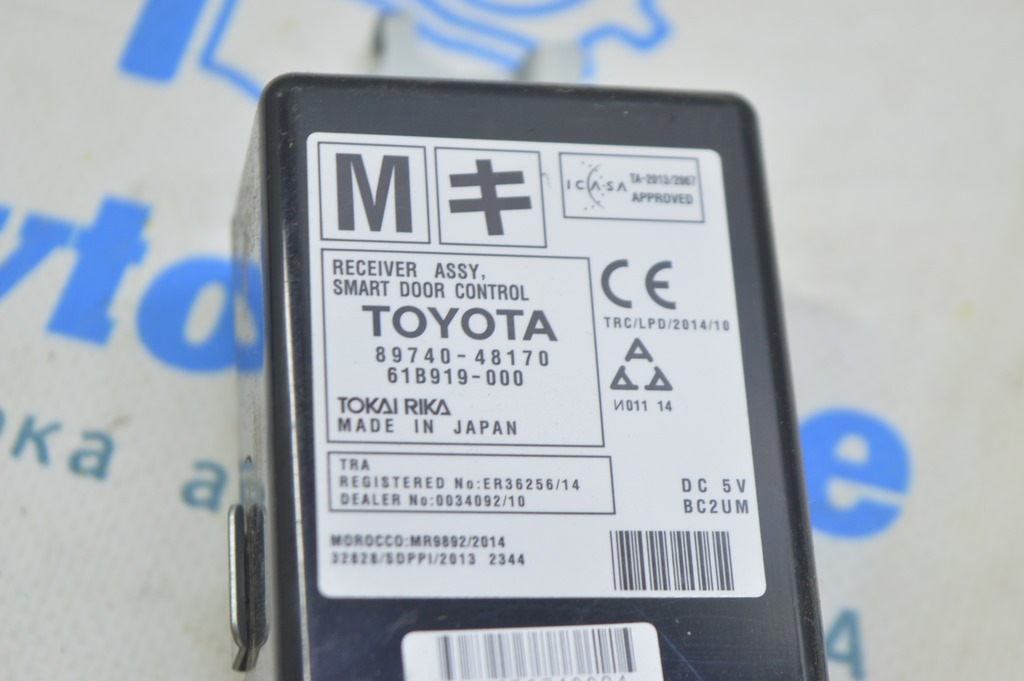 M キ
ICASA TA-2013/2067
APPROVED
RECEIVER ASSY,
SMART DOOR CONTROL
TOYOTA
89740-48170
61B919-000
TOKAI RIKA
MADE IN JAPAN
CE
TRC/LPD/2014/10
И011 14
TRA
REGISTERED No:ER36256/14
DEALER No:0034092/10
DC 5V
BC2UM
MOROCCO:MR9892/2014
32828/SDPPI/2013 2344